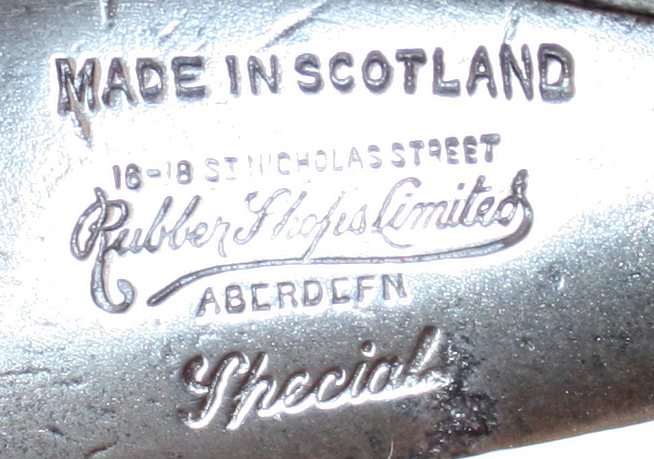 MADE IN SCOTLAND
16-18 ST NICHOLAS STREET
Rubber Shops Limited
ABERDEEN
Special